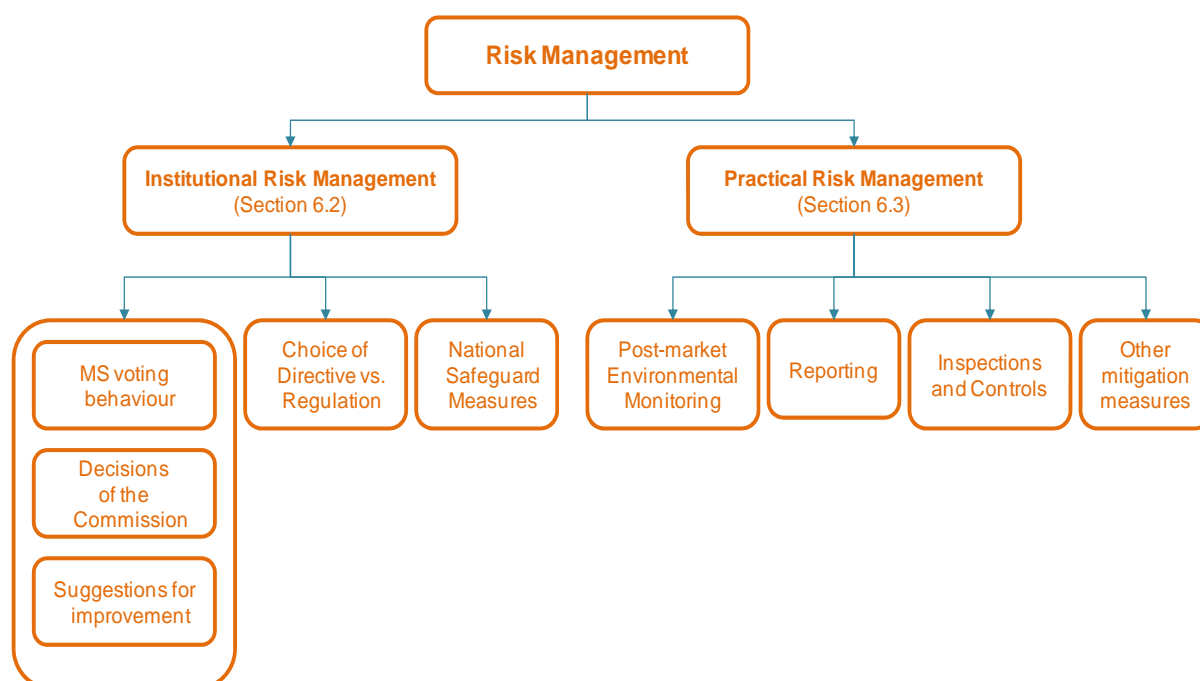 Risk Management
Institutional Risk Management
(Section 6.2)
Practical Risk Management
(Section 6.3)
MS voting
behaviour
Decisions
of the
Commission
Suggestions for
improvement
Choice of
Directive vs.
Regulation
National
Safeguard
Measures
Post-market
Environmental
Monitoring
Reporting
Inspections
and Controls
Other
mitigation
measures